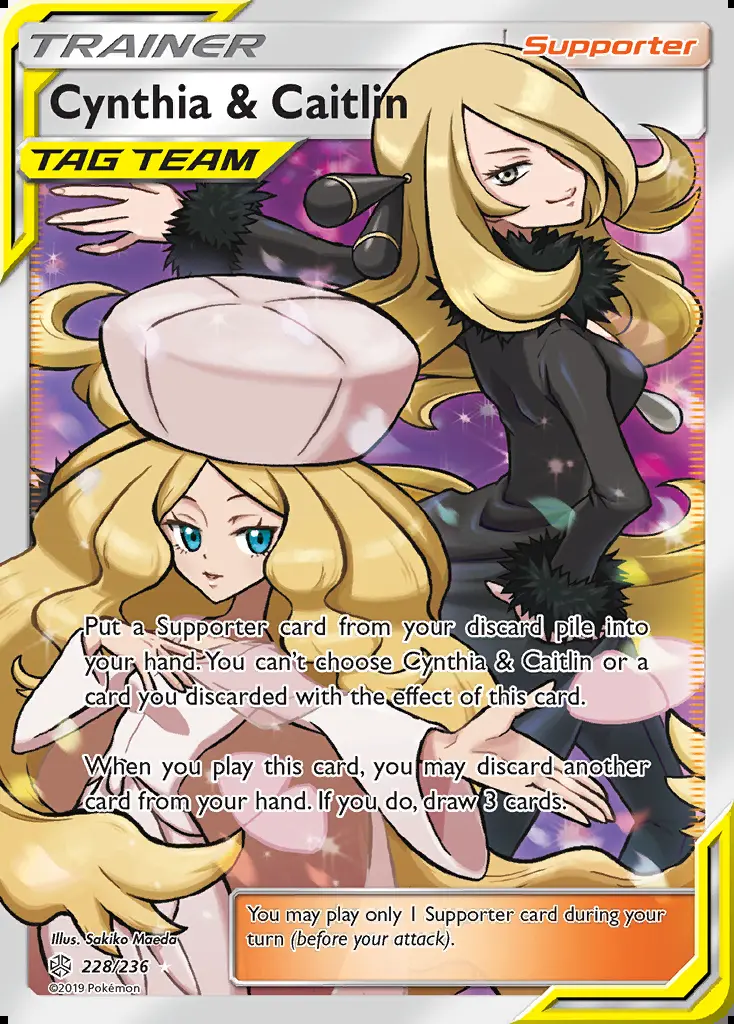 TRAINER
Supporter
Cynthia & Caitlin
TAG TEAM
Put a Supporter card from your discard pile into
your hand. You can't choose Cynthia & Caitlin or a
card you discarded with the effect of this card.
When you play this card, you may discard another
card from your hand. If you do, draw 3 cards.
You may play only 1 Supporter card during your
turn (before your attack).
Illus. Sakiko Maeda
228/236
©2019 Pokémon